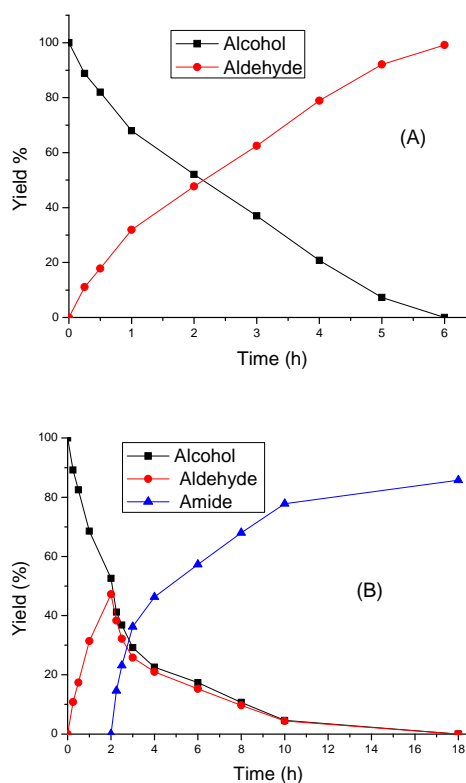 100
80
60
40
20
0
Yield %
Alcohol
Aldehyde
(A)
0 1 2 3 4 5 6
Time (h)
100
80
60
40
20
0
Yield (%)
Alcohol
Aldehyde
Amide
(B)
0 2 4 6 8 10 12 14 16 18
Time (h)